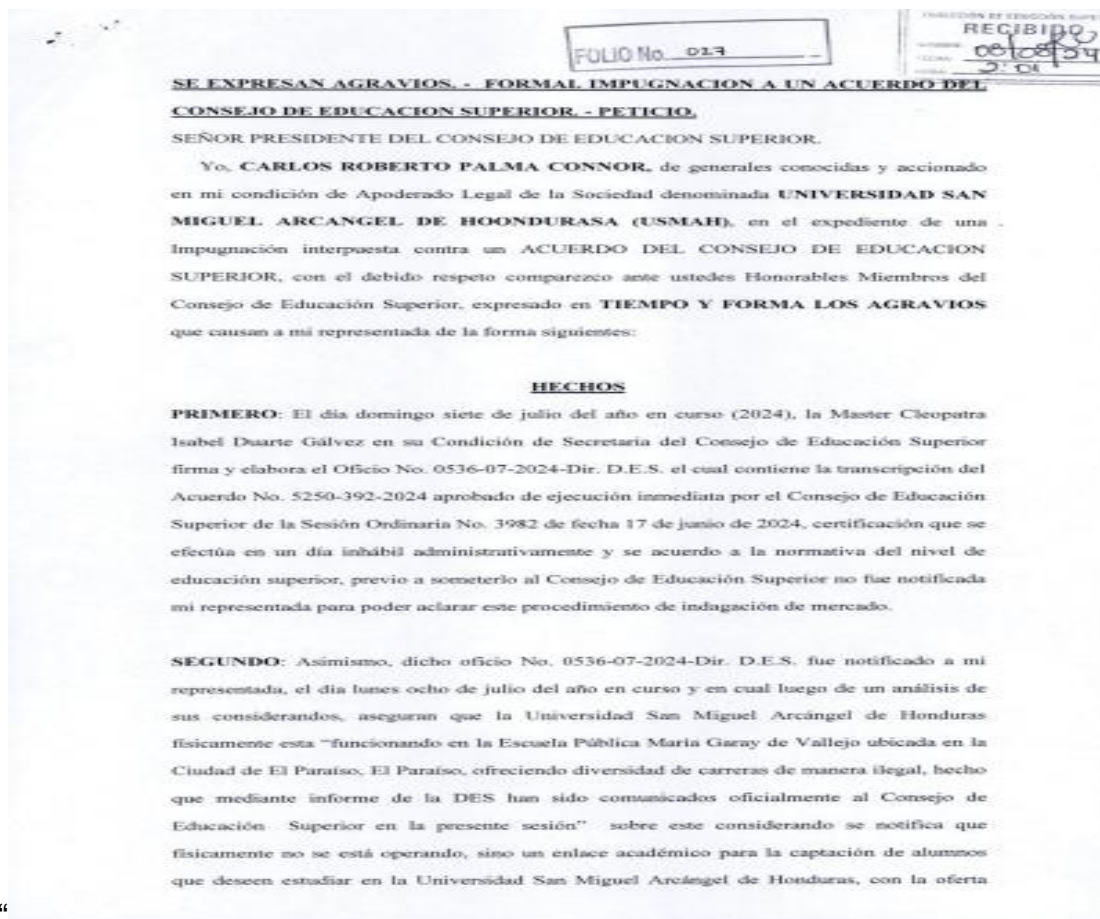 FOLIO No. 027
RECIBIDO
SE EXPRESAN AGRAVIOS. - FORMAL IMPUGNACION A UN ACUERDO DEL
CONSEJO DE EDUCACION SUPERIOR. - PETICIO.
SEÑOR PRESIDENTE DEL CONSEJO DE EDUCACION SUPERIOR.
Yo, CARLOS ROBERTO PALMA CONNOR, de generales conocidas y accionado
en mi condición de Apoderado Legal de la Sociedad denominada UNIVERSIDAD SAN
MIGUEL ARCANGEL DE HOONDURASA (USMAH), en el expediente de una
Impugnación interpuesta contra un ACUERDO DEL CONSEJO DE EDUCACION
SUPERIOR, con el debido respeto comparezco ante ustedes Honorables Miembros del
Consejo de Educación Superior, expresado en TIEMPO Y FORMA LOS AGRAVIOS
que causan a mi representada de la forma siguientes:
HECHOS
PRIMERO: El día domingo siete de julio del año en curso (2024), la Master Cleopatra
Isabel Duarte Gálvez en su Condición de Secretaria del Consejo de Educación Superior
firma y elabora el Oficio No. 0536-07-2024-Dir. D.E.S. el cual contiene la transcripción del
Acuerdo No. 5250-392-2024 aprobado de ejecución inmediata por el Consejo de Educación
Superior de la Sesión Ordinaria No. 3982 de fecha 17 de junio de 2024, certificación que se
efectúa en un día inhábil administrativamente y se acuerdo a la normativa del nivel de
educación superior, previo a someterlo al Consejo de Educación Superior no fue notificada
mi representada para poder aclarar este procedimiento de indagación de mercado.
SEGUNDO: Asimismo, dicho oficio No. 0536-07-2024-Dir. D.E.S. fue notificado a mi
representada, el día lunes ocho de julio del año en curso y en cual luego de un análisis de
sus considerandos, aseguran que la Universidad San Miguel Arcángel de Honduras
físicamente esta "funcionando en la Escuela Pública María Garay de Vallejo ubicada en la
Ciudad de El Paraíso, El Paraíso, ofreciendo diversidad de carreras de manera ilegal, hecho
que mediante informe de la DES han sido comunicados oficialmente al Consejo de
Educación Superior en la presente sesión" sobre este considerando se notifica que
físicamente no se está operando, sino un enlace académico para la captación de alumnos
que deseen estudiar en la Universidad San Miguel Arcángel de Honduras, con la oferta
“